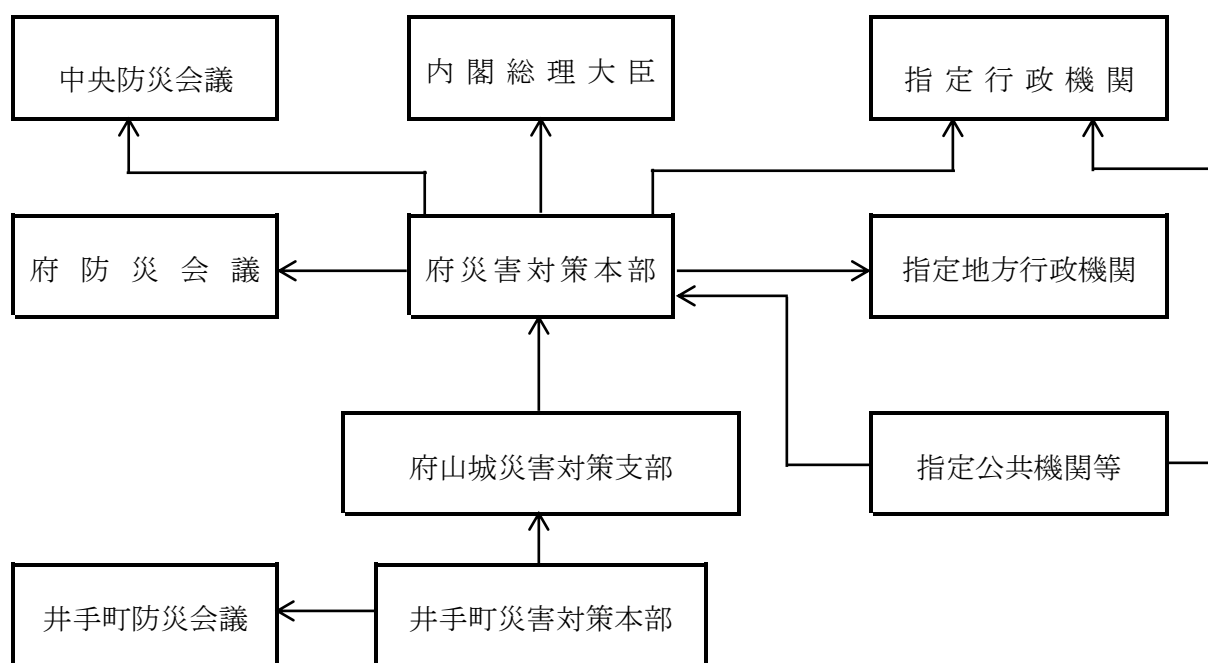 中央防災会議
内閣総理大臣
指定行政機関
府防災会議
府災害対策本部
指定地方行政機関
府山城災害対策支部
指定公共機関等
井手町防災会議
井手町災害対策本部